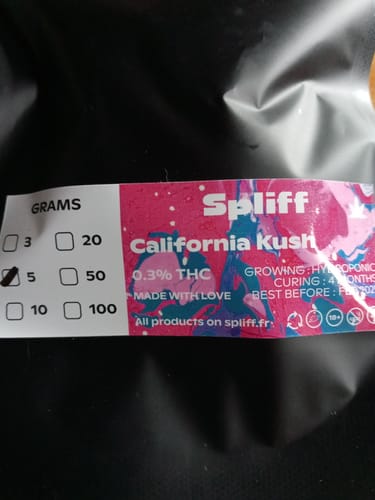 GRAMS
3
20
5
50
10
100
Spliff
California Kush
0.3% THC
MADE WITH LOVE
GROWING : HYDROPONIC
CURING : 4 MONTHS
BEST BEFORE :
All products on spliff.fr
18+